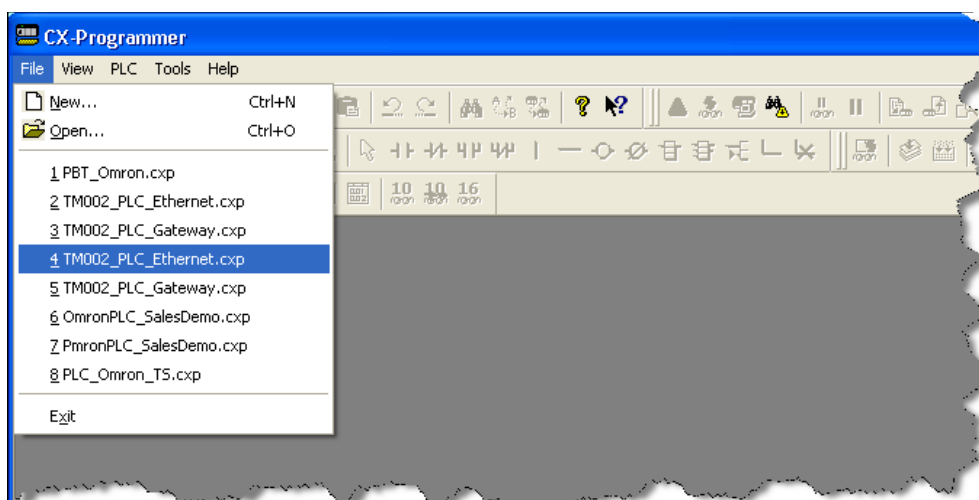 CX-Programmer
File View PLC Tools Help
New... Ctrl+N
Open... Ctrl+O
1 PBT_Omron.cxp
2 TM002_PLC_Ethernet.cxp
3 TM002_PLC_Gateway.cxp
4 TM002_PLC_Ethernet.cxp
5 TM002_PLC_Gateway.cxp
6 OmronPLC_SalesDemo.cxp
7 PmronPLC_SalesDemo.cxp
8 PLC_Omron_TS.cxp
Exit
10 10 16